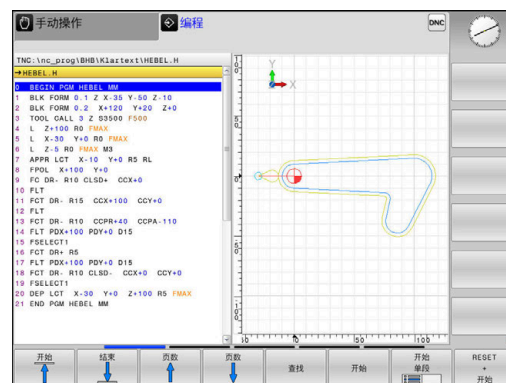 手动操作
编程
DNC
TNC:\nc_prog\BHB\Klartext\HEBEL.H
→HEBEL.H
0 BEGIN PGM HEBEL MM
1 BLK FORM 0.1 Z X-35 Y-50 Z-10
2 BLK FORM 0.2 X+120 Y+20 Z+0
3 TOOL CALL 3 Z S3500 F500
4 L Z+100 R0 FMAX
5 L X-30 Y+0 R0 FMAX
6 L Z-5 R0 FMAX M3
7 APPR LCT X-10 Y+0 R5 RL
8 FPOL X+100 Y+0
9 FC DR- R10 CLSD+ CCX+0
10 FLT
11 FCT DR- R15 CCX+100 CCY+0
12 FLT
13 FCT DR- R10 CCPR+40 CCPA-110
14 FLT PDX+100 PDY+0 D15
15 FSELECT1
16 FCT DR+ R5
17 FLT PDX+100 PDY+0 D15
18 FCT DR- R10 CLSD- CCX+0 CCY+0
19 FSELECT1
20 DEP LCT X-30 Y+0 Z+100 R5 FMAX
21 END PGM HEBEL MM
Y
X
100
50
0
-50
-100
0
50
100
开始
结束
页数
页数
查找
开始
开始
单段
RESET
+
开始